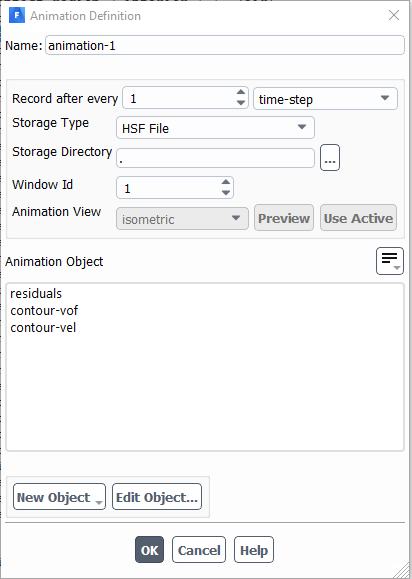 Animation Definition
Name: animation-1
Record after every 1 time-step
Storage Type HSF File
Storage Directory . ...
Window Id 1
Animation View isometric Preview Use Active
Animation Object
residuals
contour-vof
contour-vel
New Object Edit Object...
OK Cancel Help